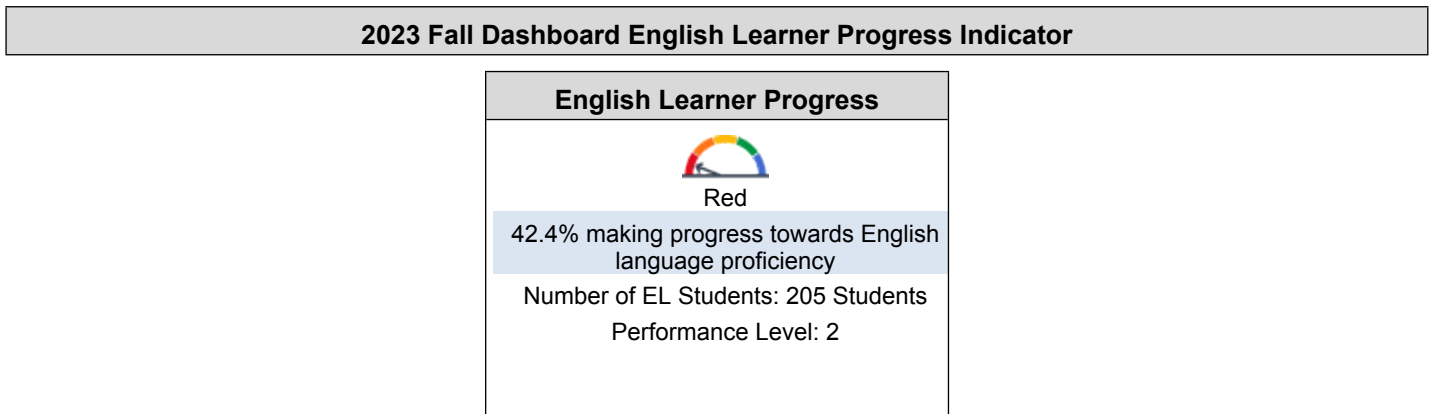 2023 Fall Dashboard English Learner Progress Indicator
English Learner Progress
Red
42.4% making progress towards English
language proficiency
Number of EL Students: 205 Students
Performance Level: 2